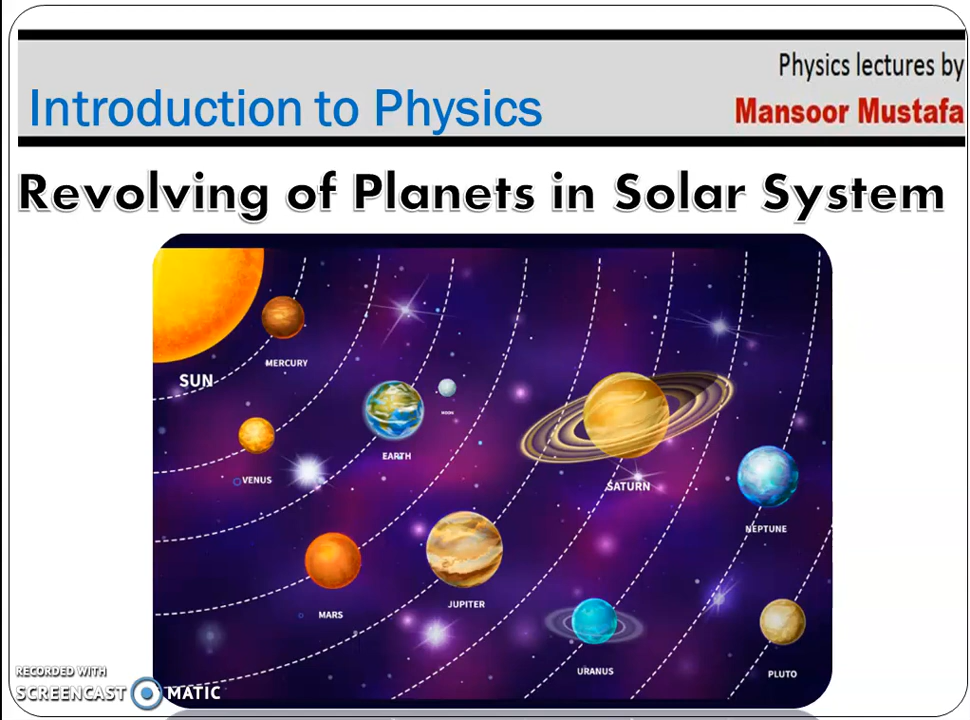 Physics lectures by
Introduction to Physics
Mansoor Mustafa
Revolving of Planets in Solar System
MERCURY
SUN
MOON
EARTH
VENUS
SATURN
NEPTUNE
JUPITER
MARS
URANUS
PLUTO
RECORDED WITH
SCREENCAST MATIC